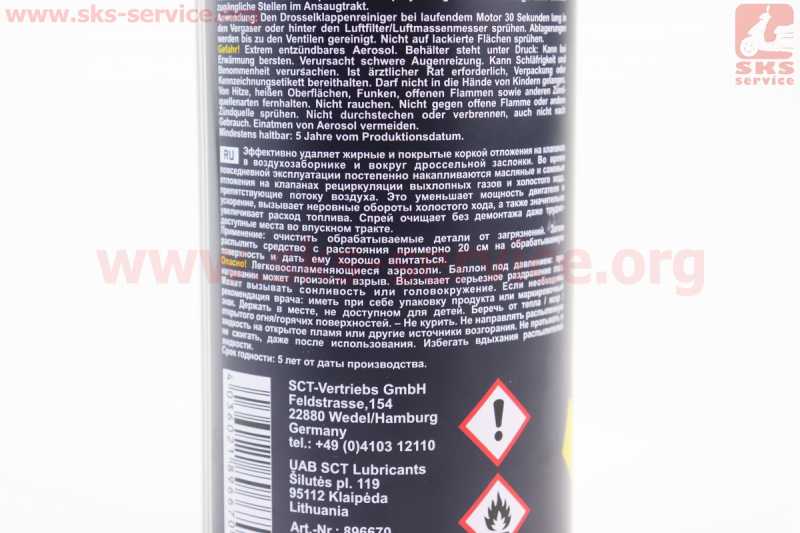 www.sks-service.org
SKS
service
zugängliche Stellen im Ansaugtrakt.
Anwendung: Den Drosselklappenreiniger bei laufendem Motor 30 Sekunden lang in
den Vergaser oder hinter den Luftfilter/Luftmassenmesser sprühen. Ablagerungen
werden bis zu den Ventilen gereinigt. Nicht auf lackierte Flächen sprühen.
Gefahr! Extrem entzündbares Aerosol. Behälter steht unter Druck: Kann bei
Erwärmung bersten. Verursacht schwere Augenreizung. Kann Schläfrigkeit und
Benommenheit verursachen. Ist ärztlicher Rat erforderlich, Verpackung oder
Kennzeichnungsetikett bereithalten. Darf nicht in die Hände von Kindern gelangen.
Von Hitze, heißen Oberflächen, Funken, offenen Flammen sowie anderen Zünd-
quellenarten fernhalten. Nicht rauchen. Nicht gegen offene Flamme oder andere
Zündquelle sprühen. Nicht durchstechen oder verbrennen, auch nicht nach
Gebrauch. Einatmen von Aerosol vermeiden.
Mindestens haltbar: 5 Jahre vom Produktionsdatum.
RU Эффективно удаляет жирные и покрытые коркой отложения на клапанах,
в воздухозаборнике и вокруг дроссельной заслонки. Во время
повседневной эксплуатации постепенно накапливаются масляные и самовые
отложения на клапанах рециркуляции выхлопных газов и холостого хода,
препятствующие потоку воздуха. Это уменьшает мощность двигателя и
ускорение, вызывает неровные обороты холостого хода, а также значительно
увеличивает расход топлива. Спрей очищает без демонтажа даже трудно
доступные места во впускном тракте.
Применение: очистить обрабатываемые детали от загрязнений. Затем
распылить средство с расстояния примерно 20 см на обрабатываемую
поверхность и дать ему хорошо впитаться.
Опасно! Легковоспламеняющиеся аэрозоли. Баллон под давлением: при
нагревании может произойти взрыв. Вызывает серьезное раздражение
Может вызывать сонливость или головокружение. Если необходима
рекомендация врача: иметь при себе упаковку продукта или маркировочный
знак. Держать в месте, не доступном для детей. Беречь от тепла / искр /
открытого огня/горячих поверхностей. – Не курить. Не направлять распыленную
жидкость на открытое пламя или другие источники возгорания. Не протыкать,
не сжигать, даже после использования. Избегать вдыхания распылителя
жидкости.
Срок годности: 5 лет от даты производства.
www.sks-service.org
SCT-Vertriebs GmbH
Feldstrasse,154
22880 Wedel/Hamburg
Germany
tel.: +49 (0)4103 12110
UAB SCT Lubricants
Šilutės pl. 119
95112 Klaipėda
Lithuania
Art.-Nr.: 896670